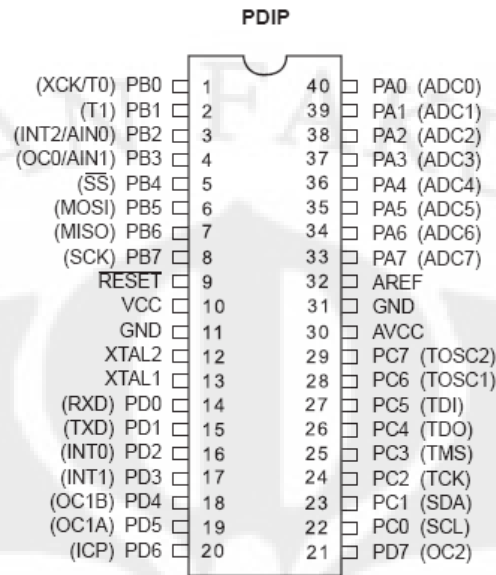 PDIP
(XCK/T0) PB0 1 40 PA0 (ADC0)
(T1) PB1 2 39 PA1 (ADC1)
(INT2/AIN0) PB2 3 38 PA2 (ADC2)
(OC0/AIN1) PB3 4 37 PA3 (ADC3)
(SS) PB4 5 36 PA4 (ADC4)
(MOSI) PB5 6 35 PA5 (ADC5)
(MISO) PB6 7 34 PA6 (ADC6)
(SCK) PB7 8 33 PA7 (ADC7)
RESET 9 32 AREF
VCC 10 31 GND
GND 11 30 AVCC
XTAL2 12 29 PC7 (TOSC2)
XTAL1 13 28 PC6 (TOSC1)
(RXD) PD0 14 27 PC5 (TDI)
(TXD) PD1 15 26 PC4 (TDO)
(INT0) PD2 16 25 PC3 (TMS)
(INT1) PD3 17 24 PC2 (TCK)
(OC1B) PD4 18 23 PC1 (SDA)
(OC1A) PD5 19 22 PC0 (SCL)
(ICP) PD6 20 21 PD7 (OC2)